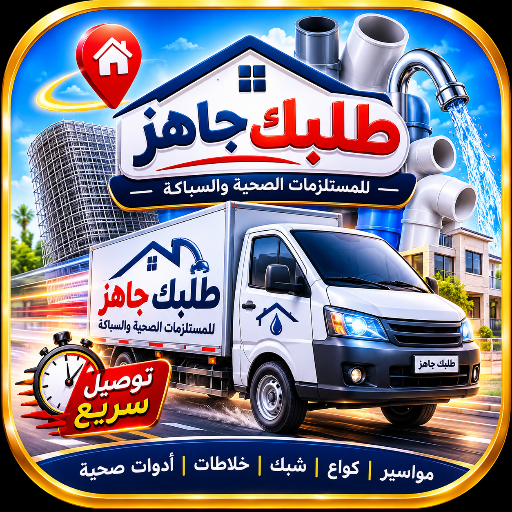 طلبك جاهز
للمستلزمات الصحية والسباكة
طلبك جاهز
للمستلزمات الصحية والسباكة
طلبك جاهز
توصيل
سريع
مواسير | كواع | شبك | خلاطات | أدوات صحية